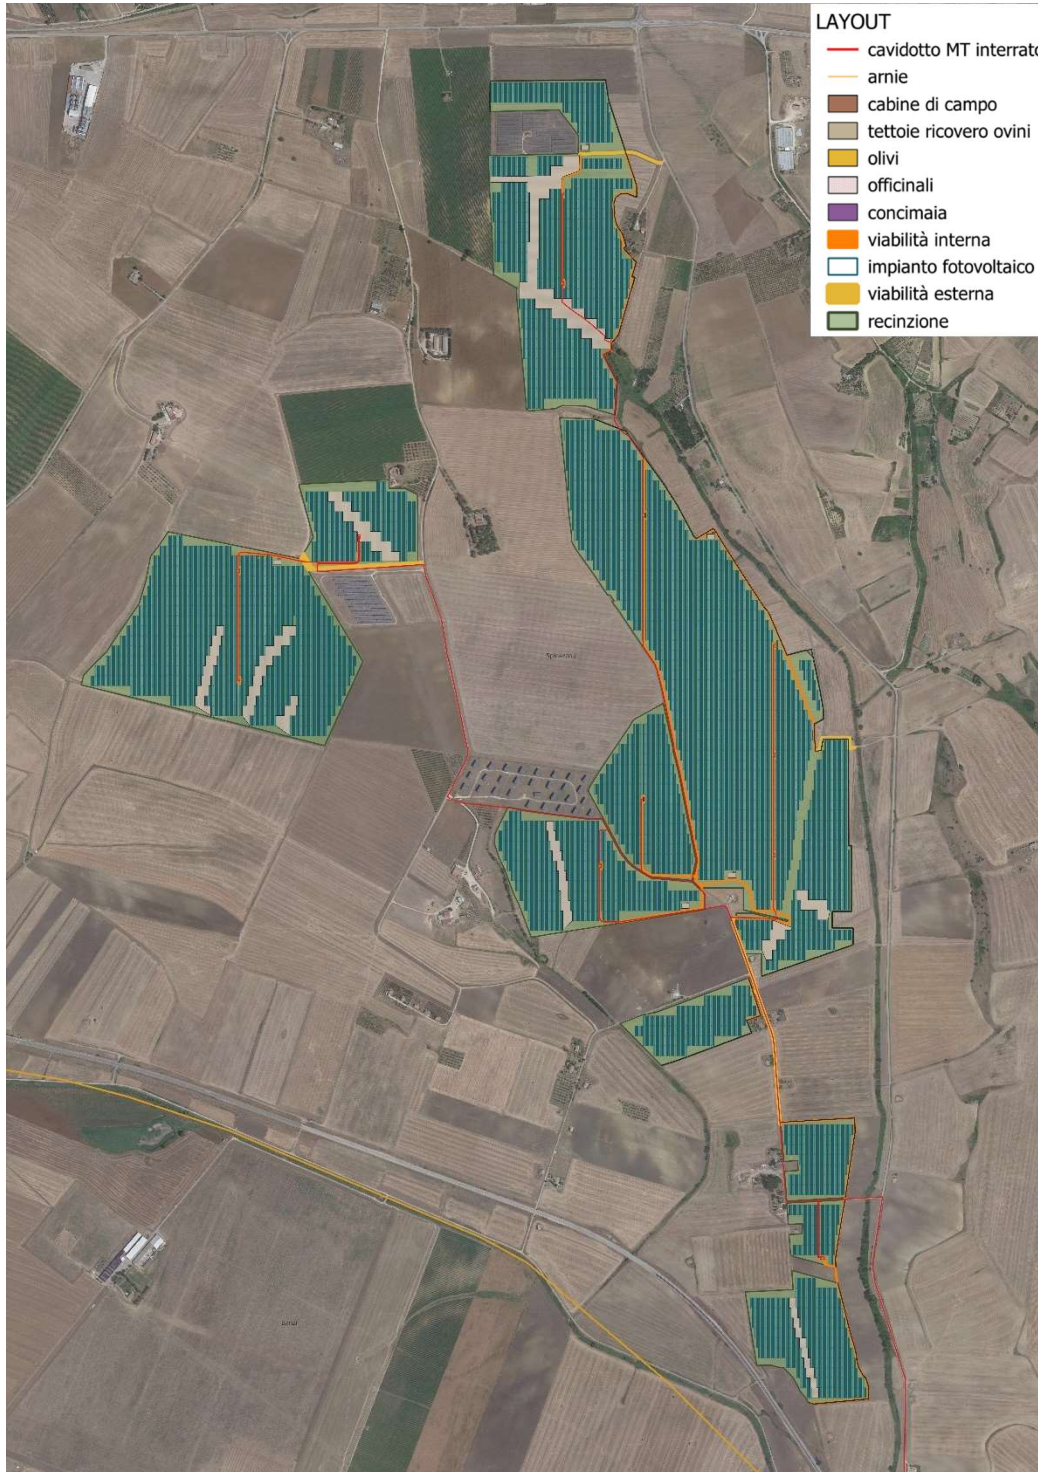 LAYOUT
cavidotto MT interrato
arnie
cabine di campo
tettoie ricovero ovini
olivi
officinali
concimaia
viabilità interna
impianto fotovoltaico
viabilità esterna
recinzione